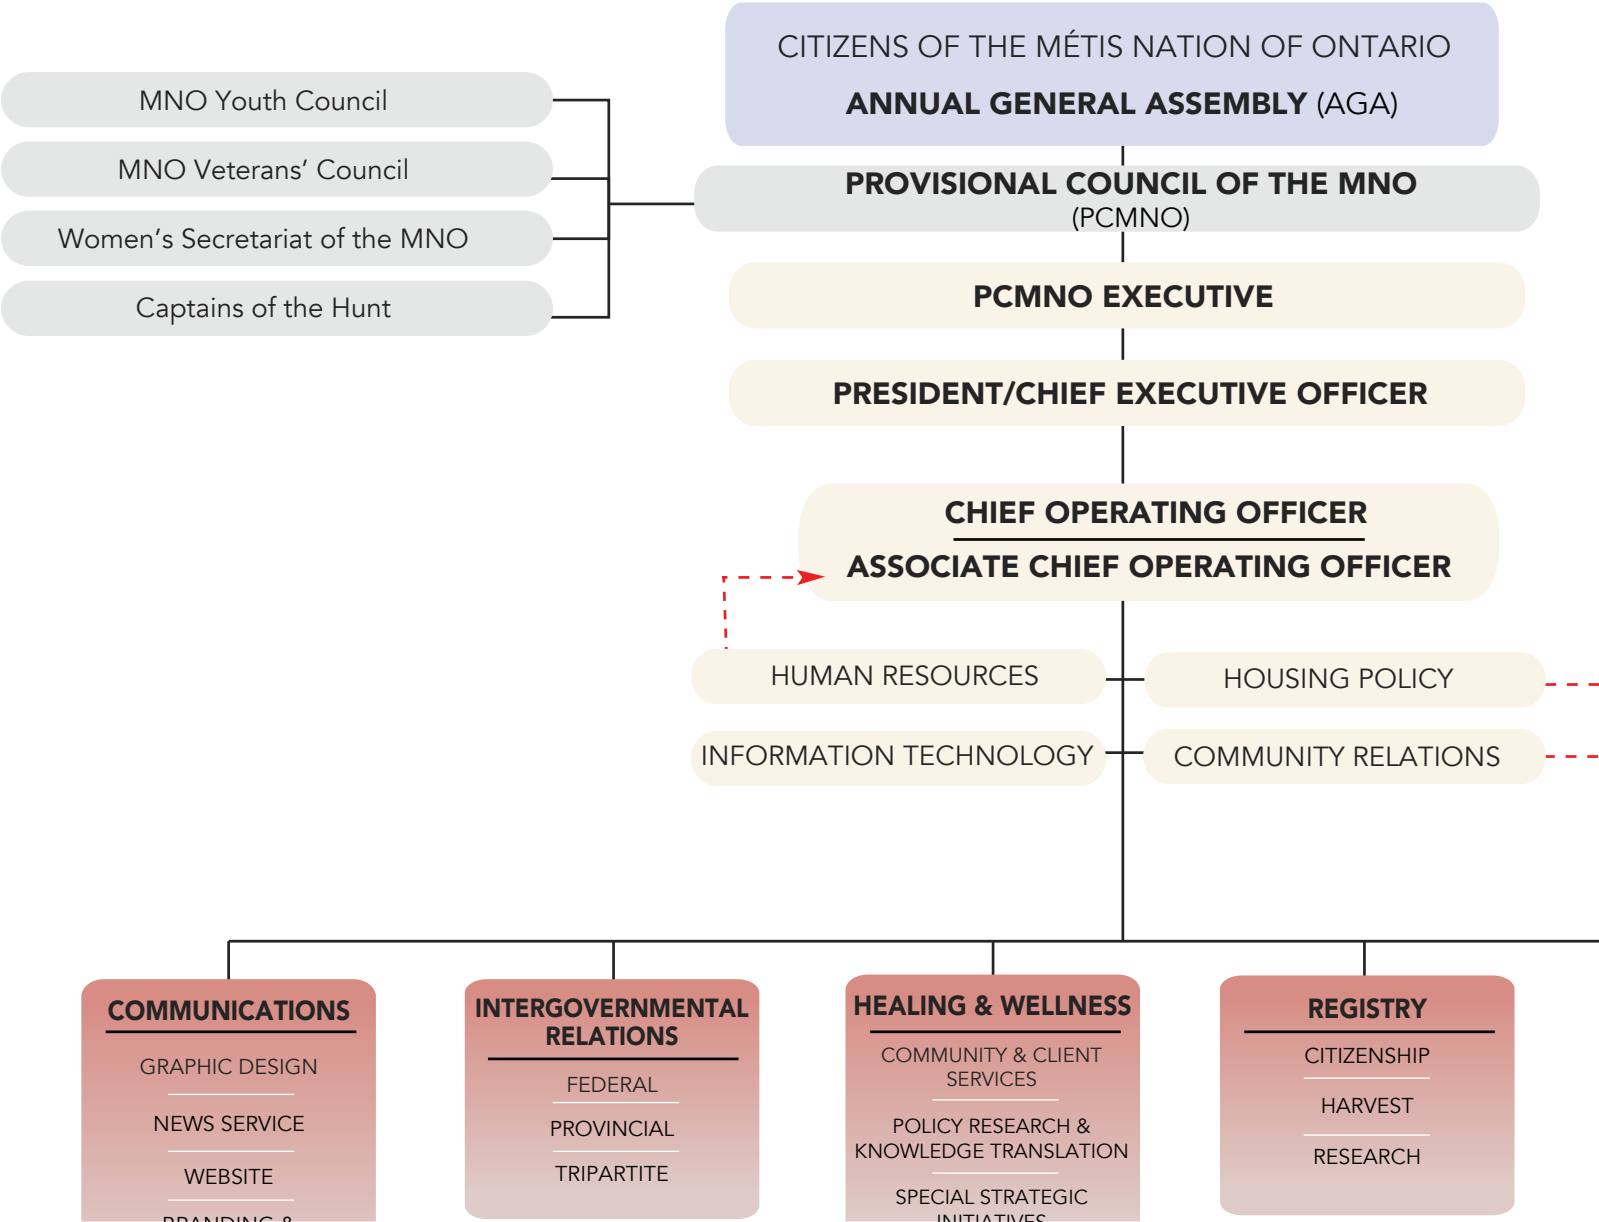 CITIZENS OF THE MÉTIS NATION OF ONTARIO
ANNUAL GENERAL ASSEMBLY (AGA)
MNO Youth Council
MNO Veterans’ Council
Women’s Secretariat of the MNO
Captains of the Hunt
PROVISIONAL COUNCIL OF THE MNO
(PCMNO)
PCMNO EXECUTIVE
PRESIDENT/CHIEF EXECUTIVE OFFICER
CHIEF OPERATING OFFICER
ASSOCIATE CHIEF OPERATING OFFICER
HUMAN RESOURCES
HOUSING POLICY
INFORMATION TECHNOLOGY
COMMUNITY RELATIONS
COMMUNICATIONS
GRAPHIC DESIGN
NEWS SERVICE
WEBSITE
BRANDING &
INTERGOVERNMENTAL
RELATIONS
FEDERAL
PROVINCIAL
TRIPARTITE
HEALING & WELLNESS
COMMUNITY & CLIENT
SERVICES
POLICY RESEARCH &
KNOWLEDGE TRANSLATION
SPECIAL STRATEGIC
INITIATIVES
REGISTRY
CITIZENSHIP
HARVEST
RESEARCH